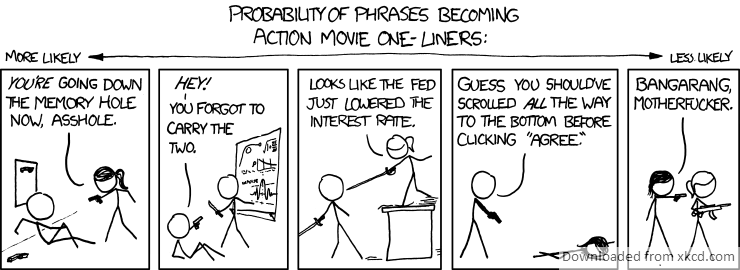 PROBABILITY OF PHRASES BECOMING
ACTION MOVIE ONE-LINERS:
MORE LIKELY
LESS LIKELY
YOU'RE GOING DOWN
THE MEMORY HOLE
NOW, ASSHOLE.
HEY!
YOU FORGOT TO
CARRY THE
TWO.
LOOKS LIKE THE FED
JUST LOWERED THE
INTEREST RATE.
GUESS YOU SHOULD'VE
SCROLLED ALL THE WAY
TO THE BOTTOM BEFORE
CLICKING "AGREE."
BANGARANG,
MOTHERFUCKER.
Downloaded from xkcd.com